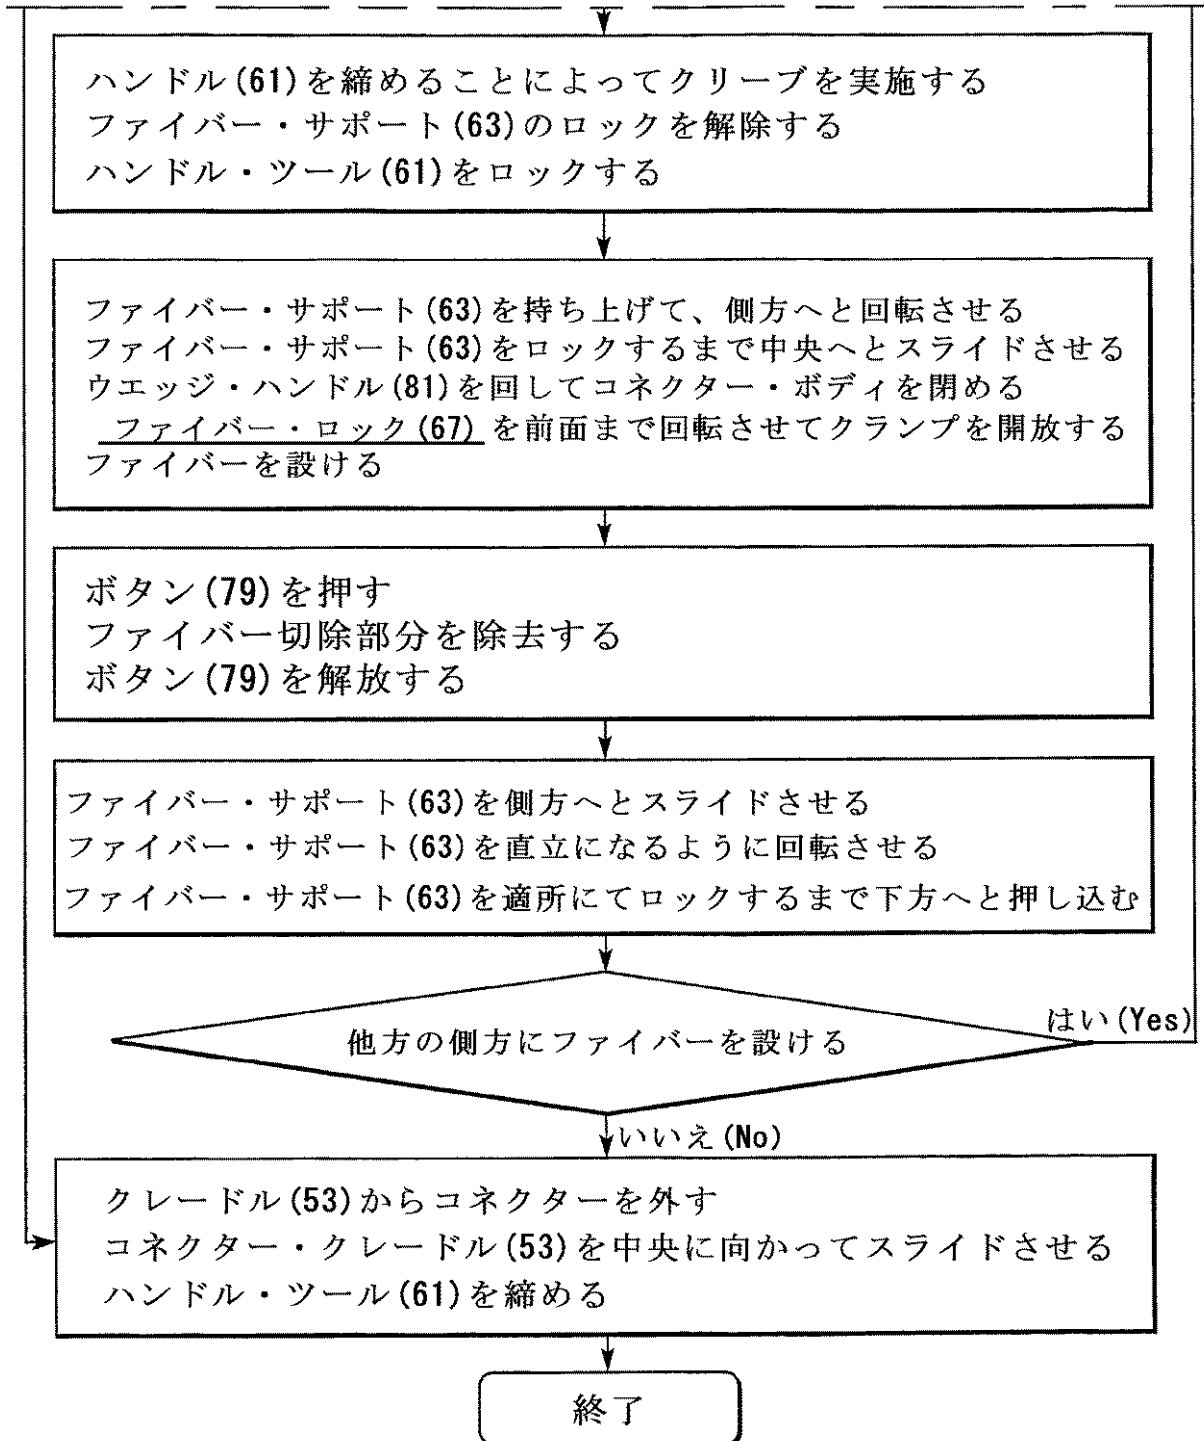 ハンドル(61)を締めることによってクリーブを実施する
ファイバー・サポート(63)のロックを解除する
ハンドル・ツール(61)をロックする
ファイバー・サポート(63)を持ち上げて、側方へと回転させる
ファイバー・サポート(63)をロックするまで中央へとスライドさせる
ウエッジ・ハンドル(81)を回してコネクター・ボディを閉める
ファイバー・ロック(67)を前面まで回転させてクランプを開放する
ファイバーを設ける
ボタン(79)を押す
ファイバー切除部分を除去する
ボタン(79)を解放する
ファイバー・サポート(63)を側方へとスライドさせる
ファイバー・サポート(63)を直立になるように回転させる
ファイバー・サポート(63)を適所にてロックするまで下方へと押し込む
はい(Yes)
他方の側方にファイバーを設ける
いいえ(No)
クレードル(53)からコネクターを外す
コネクター・クレードル(53)を中央に向かってスライドさせる
ハンドル・ツール(61)を締める
終了